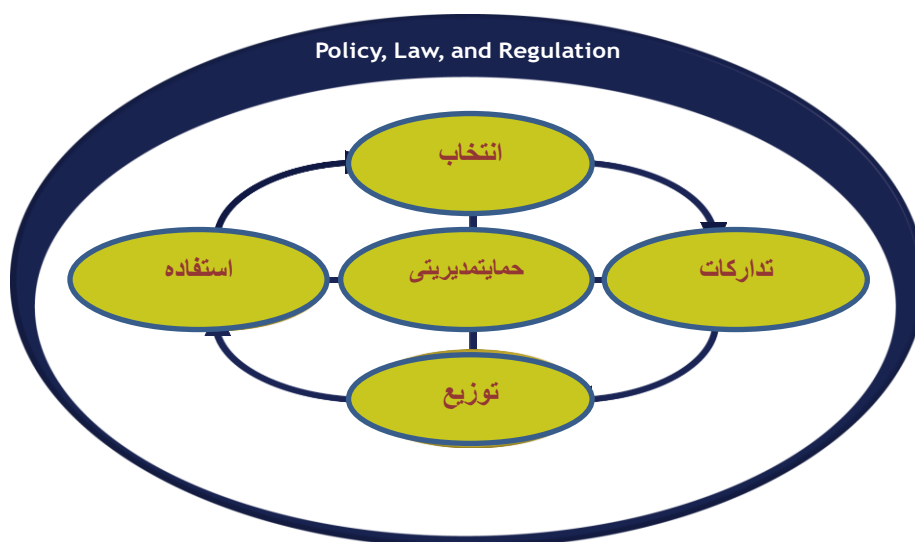 Policy, Law, and Regulation
انتخاب
استفاده
حمایتمدیریتی
تدارکات
توزیع